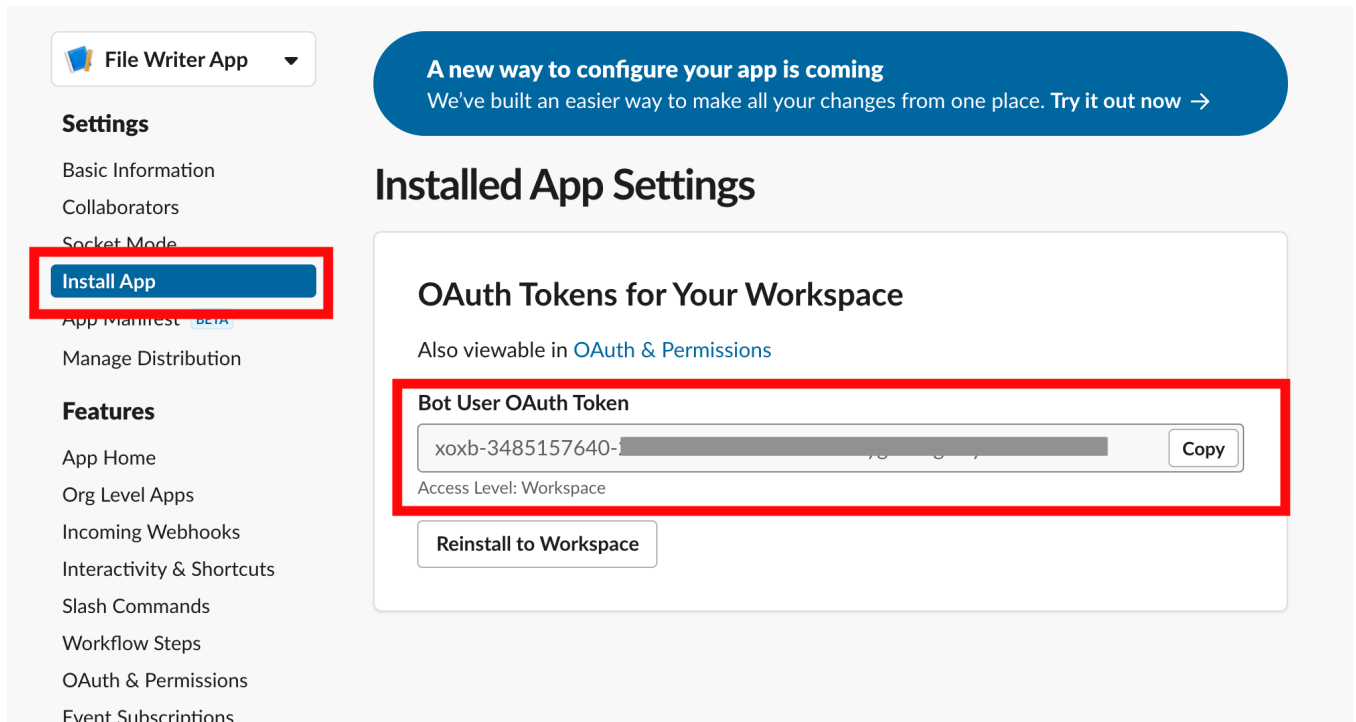 File Writer App
Settings
Basic Information
Collaborators
Socket Mode
Install App
App Manifest BETA
Manage Distribution
Features
App Home
Org Level Apps
Incoming Webhooks
Interactivity & Shortcuts
Slash Commands
Workflow Steps
OAuth & Permissions
Event Subscriptions
A new way to configure your app is coming
We've built an easier way to make all your changes from one place. Try it out now →
Installed App Settings
OAuth Tokens for Your Workspace
Also viewable in OAuth & Permissions
Bot User OAuth Token
xoxb-3485157640-
Copy
Access Level: Workspace
Reinstall to Workspace